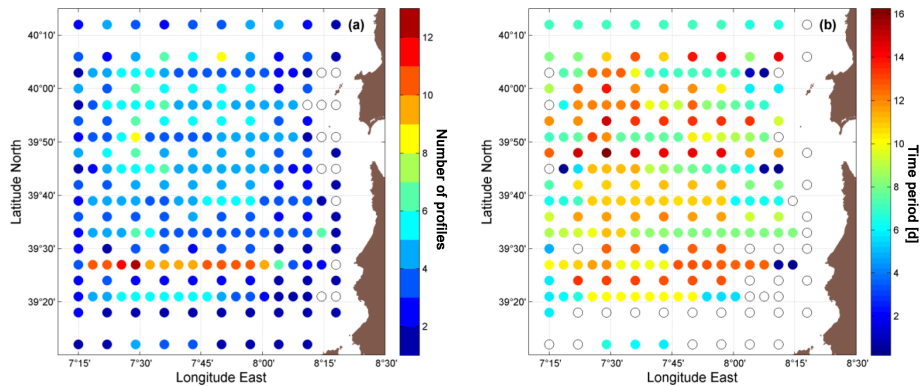 (a)
40°10'
40°00'
39°50'
39°40'
39°30'
39°20'
Latitude North
7°15' 7°30' 7°45' 8°00' 8°15' 8°30'
Longitude East
12
10
8
6
4
2
Number of profiles
(b)
40°10'
40°00'
39°50'
39°40'
39°30'
39°20'
Latitude North
7°15' 7°30' 7°45' 8°00' 8°15' 8°30'
Longitude East
16
14
12
10
8
6
4
2
Time period [d]